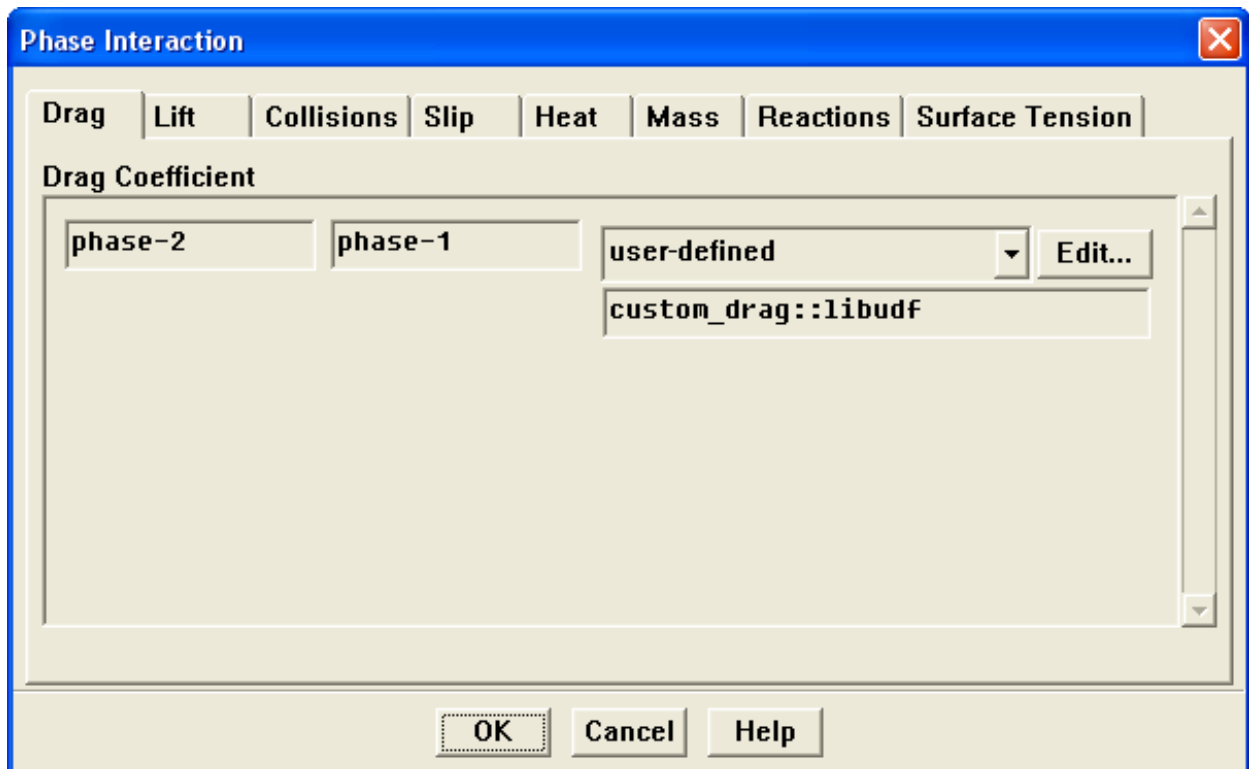 Phase Interaction
Drag Lift Collisions Slip Heat Mass Reactions Surface Tension
Drag Coefficient
phase-2 phase-1 user-defined Edit...
custom_drag::libudf
OK Cancel Help